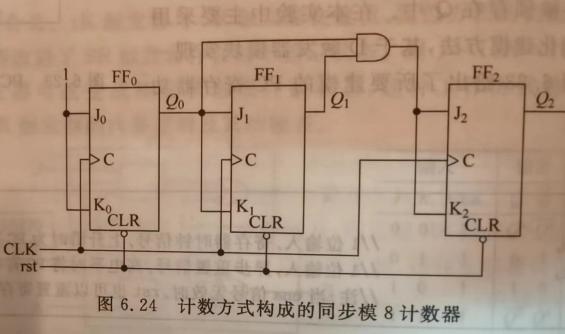 1
FF₀
FF₁
FF₂
J₀
Q₀
J₁
Q₁
J₂
Q₂
C
C
C
K₀
K₁
K₂
CLR
CLR
CLR
CLK
rst
图 6.24 计数方式构成的同步模 8 计数器